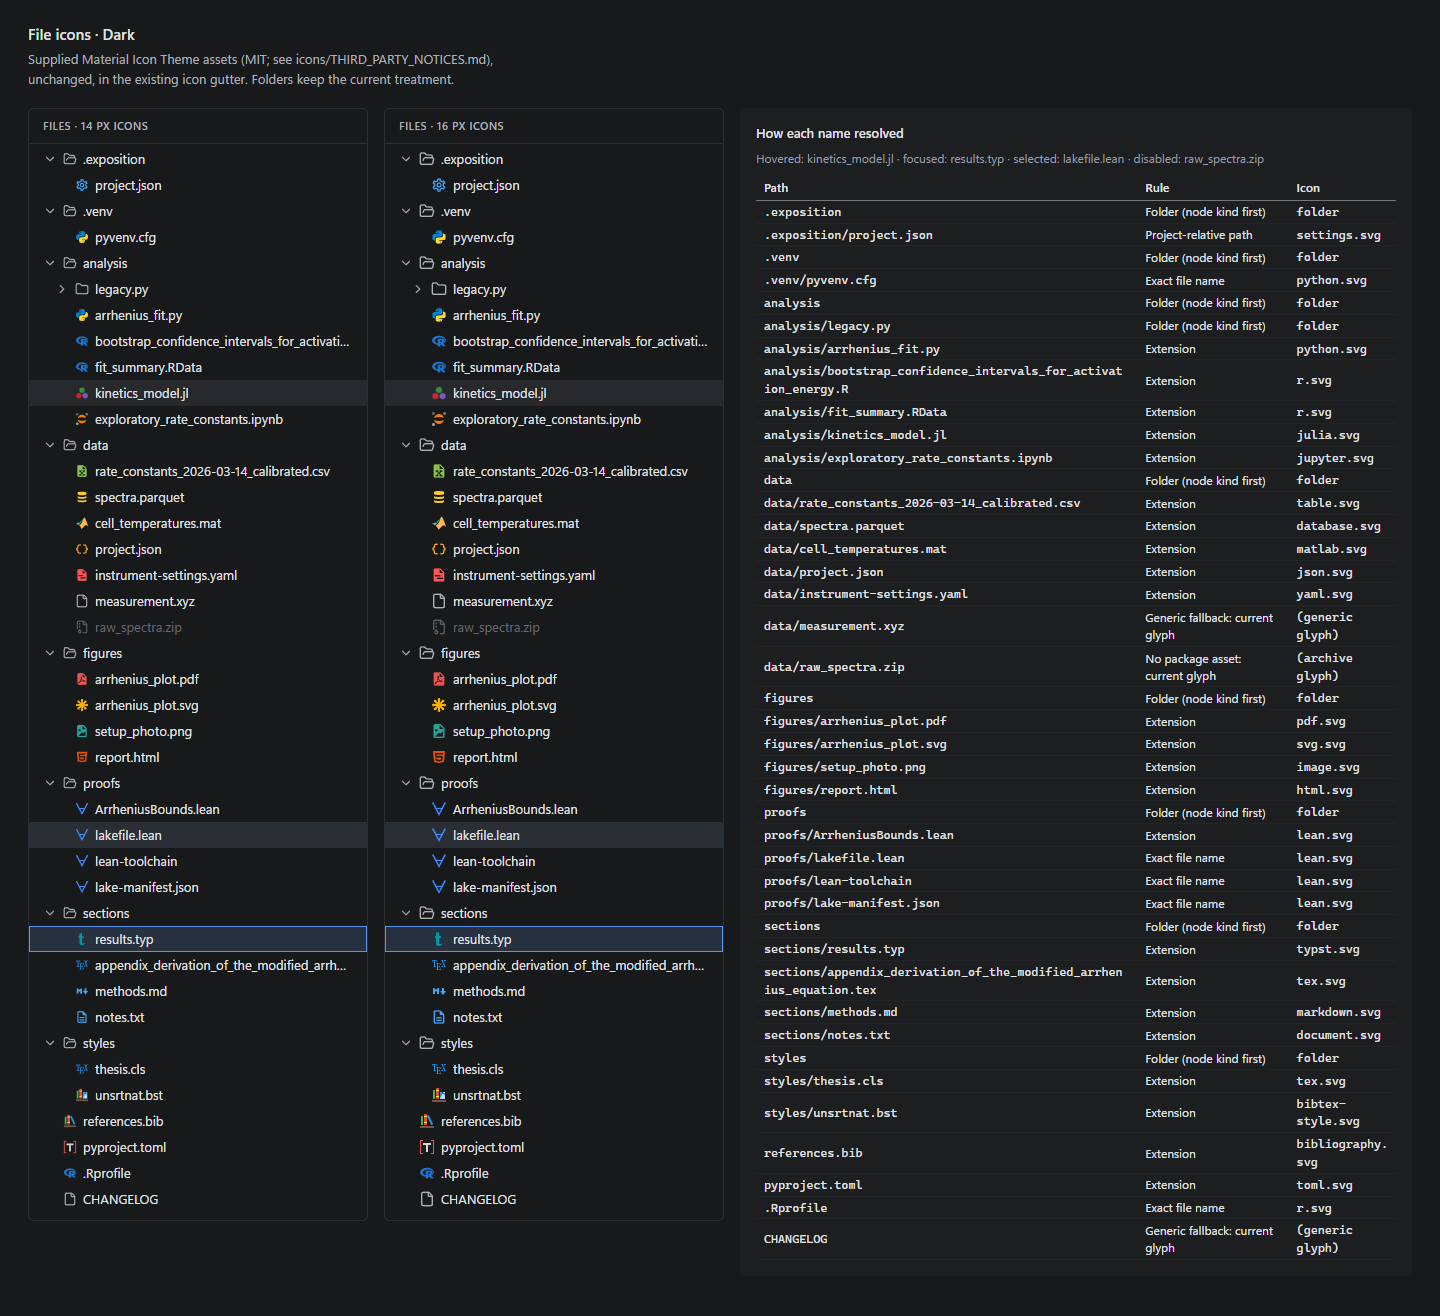 File icons · Dark
Supplied Material Icon Theme assets (MIT; see icons/THIRD_PARTY_NOTICES.md),
unchanged, in the existing icon gutter. Folders keep the current treatment.
FILES · 14 PX ICONS
.exposition
project.json
.venv
pyvenv.cfg
analysis
legacy.py
arrhenius_fit.py
bootstrap_confidence_intervals_for_activati...
fit_summary.RData
kinetics_model.jl
exploratory_rate_constants.ipynb
data
rate_constants_2026-03-14_calibrated.csv
spectra.parquet
cell_temperatures.mat
project.json
instrument-settings.yaml
measurement.xyz
raw_spectra.zip
figures
arrhenius_plot.pdf
arrhenius_plot.svg
setup_photo.png
report.html
proofs
ArrheniusBounds.lean
lakefile.lean
lean-toolchain
lake-manifest.json
sections
results.typ
appendix_derivation_of_the_modified_arrh...
methods.md
notes.txt
styles
thesis.cls
unsrtnat.bst
references.bib
pyproject.toml
.Rprofile
CHANGELOG
FILES · 16 PX ICONS
.exposition
project.json
.venv
pyvenv.cfg
analysis
legacy.py
arrhenius_fit.py
bootstrap_confidence_intervals_for_activati...
fit_summary.RData
kinetics_model.jl
exploratory_rate_constants.ipynb
data
rate_constants_2026-03-14_calibrated.csv
spectra.parquet
cell_temperatures.mat
project.json
instrument-settings.yaml
measurement.xyz
raw_spectra.zip
figures
arrhenius_plot.pdf
arrhenius_plot.svg
setup_photo.png
report.html
proofs
ArrheniusBounds.lean
lakefile.lean
lean-toolchain
lake-manifest.json
sections
results.typ
appendix_derivation_of_the_modified_arrh...
methods.md
notes.txt
styles
thesis.cls
unsrtnat.bst
references.bib
pyproject.toml
.Rprofile
CHANGELOG
How each name resolved
Hovered: kinetics_model.jl · focused: results.typ · selected: lakefile.lean · disabled: raw_spectra.zip
Path Rule Icon
.exposition Folder (node kind first) folder
.exposition/project.json Project-relative path settings.svg
.venv Folder (node kind first) folder
.venv/pyvenv.cfg Exact file name python.svg
analysis Folder (node kind first) folder
analysis/legacy.py Folder (node kind first) folder
analysis/arrhenius_fit.py Extension python.svg
analysis/bootstrap_confidence_intervals_for_activat
ion_energy.R Extension r.svg
analysis/fit_summary.RData Extension r.svg
analysis/kinetics_model.jl Extension julia.svg
analysis/exploratory_rate_constants.ipynb Extension jupyter.svg
data Folder (node kind first) folder
data/rate_constants_2026-03-14_calibrated.csv Extension table.svg
data/spectra.parquet Extension database.svg
data/cell_temperatures.mat Extension matlab.svg
data/project.json Extension json.svg
data/instrument-settings.yaml Extension yaml.svg
data/measurement.xyz Generic fallback: current (generic
glyph glyph)
data/raw_spectra.zip No package asset: (archive
current glyph glyph)
figures Folder (node kind first) folder
figures/arrhenius_plot.pdf Extension pdf.svg
figures/arrhenius_plot.svg Extension svg.svg
figures/setup_photo.png Extension image.svg
figures/report.html Extension html.svg
proofs Folder (node kind first) folder
proofs/ArrheniusBounds.lean Extension lean.svg
proofs/lakefile.lean Exact file name lean.svg
proofs/lean-toolchain Exact file name lean.svg
proofs/lake-manifest.json Exact file name lean.svg
sections Folder (node kind first) folder
sections/results.typ Extension typst.svg
sections/appendix_derivation_of_the_modified_arrhen
ius_equation.tex Extension tex.svg
sections/methods.md Extension markdown.svg
sections/notes.txt Extension document.svg
styles Folder (node kind first) folder
styles/thesis.cls Extension tex.svg
styles/unsrtnat.bst Extension bibtex-
style.svg
references.bib Extension bibliography.
svg
pyproject.toml Extension toml.svg
.Rprofile Exact file name r.svg
CHANGELOG Generic fallback: current (generic
glyph glyph)